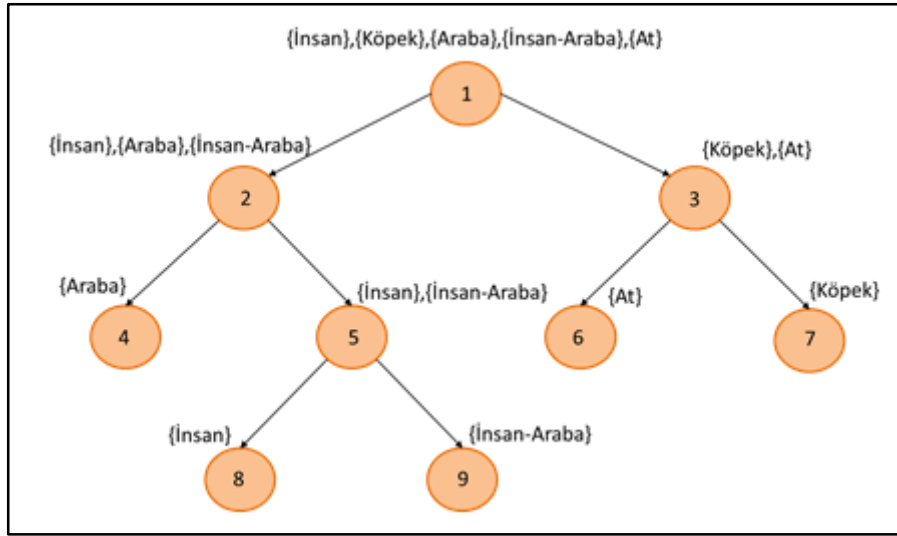 {İnsan},{Köpek},{Araba},{İnsan-Araba},{At}
1
{İnsan},{Araba},{İnsan-Araba}
{Köpek},{At}
2
3
{Araba}
{İnsan},{İnsan-Araba}
{At}
{Köpek}
4
5
6
7
{İnsan}
{İnsan-Araba}
8
9